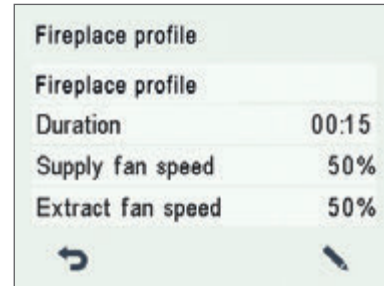 Fireplace profile
Fireplace profile
Duration 00:15
Supply fan speed 50%
Extract fan speed 50%